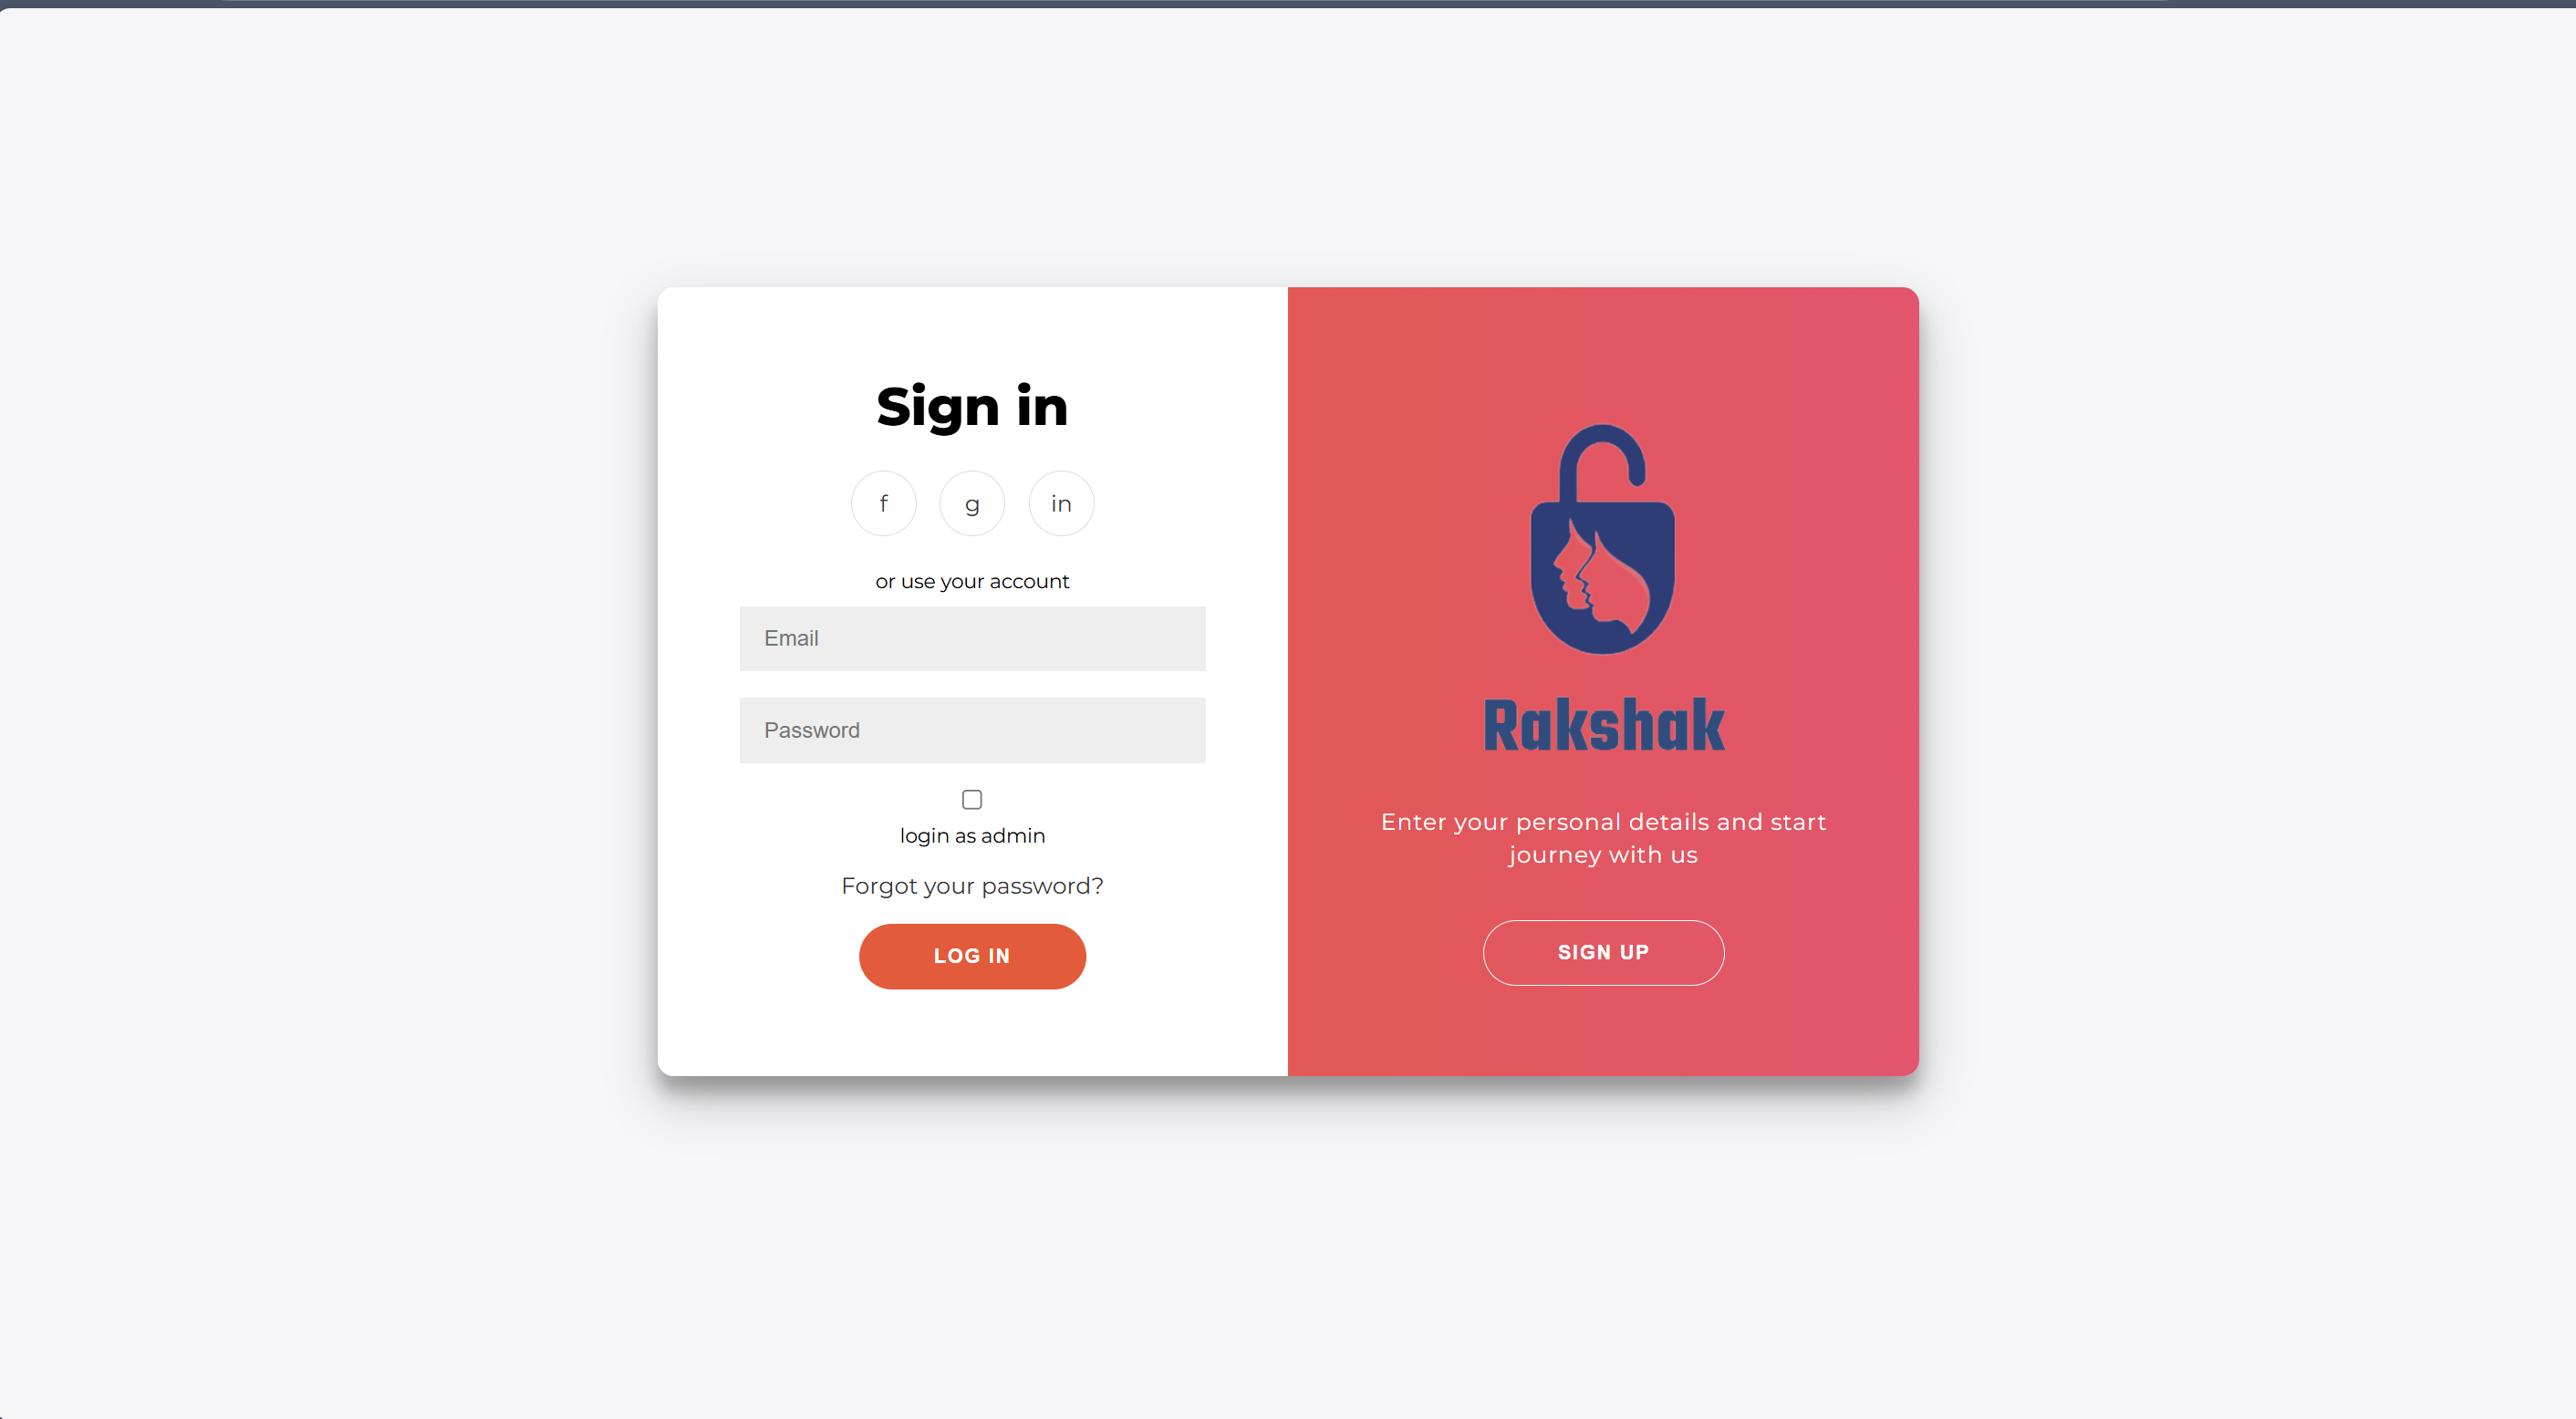 Sign in
f g in
or use your account
Email
Password
login as admin
Forgot your password?
LOG IN
Rakshak
Enter your personal details and start
journey with us
SIGN UP